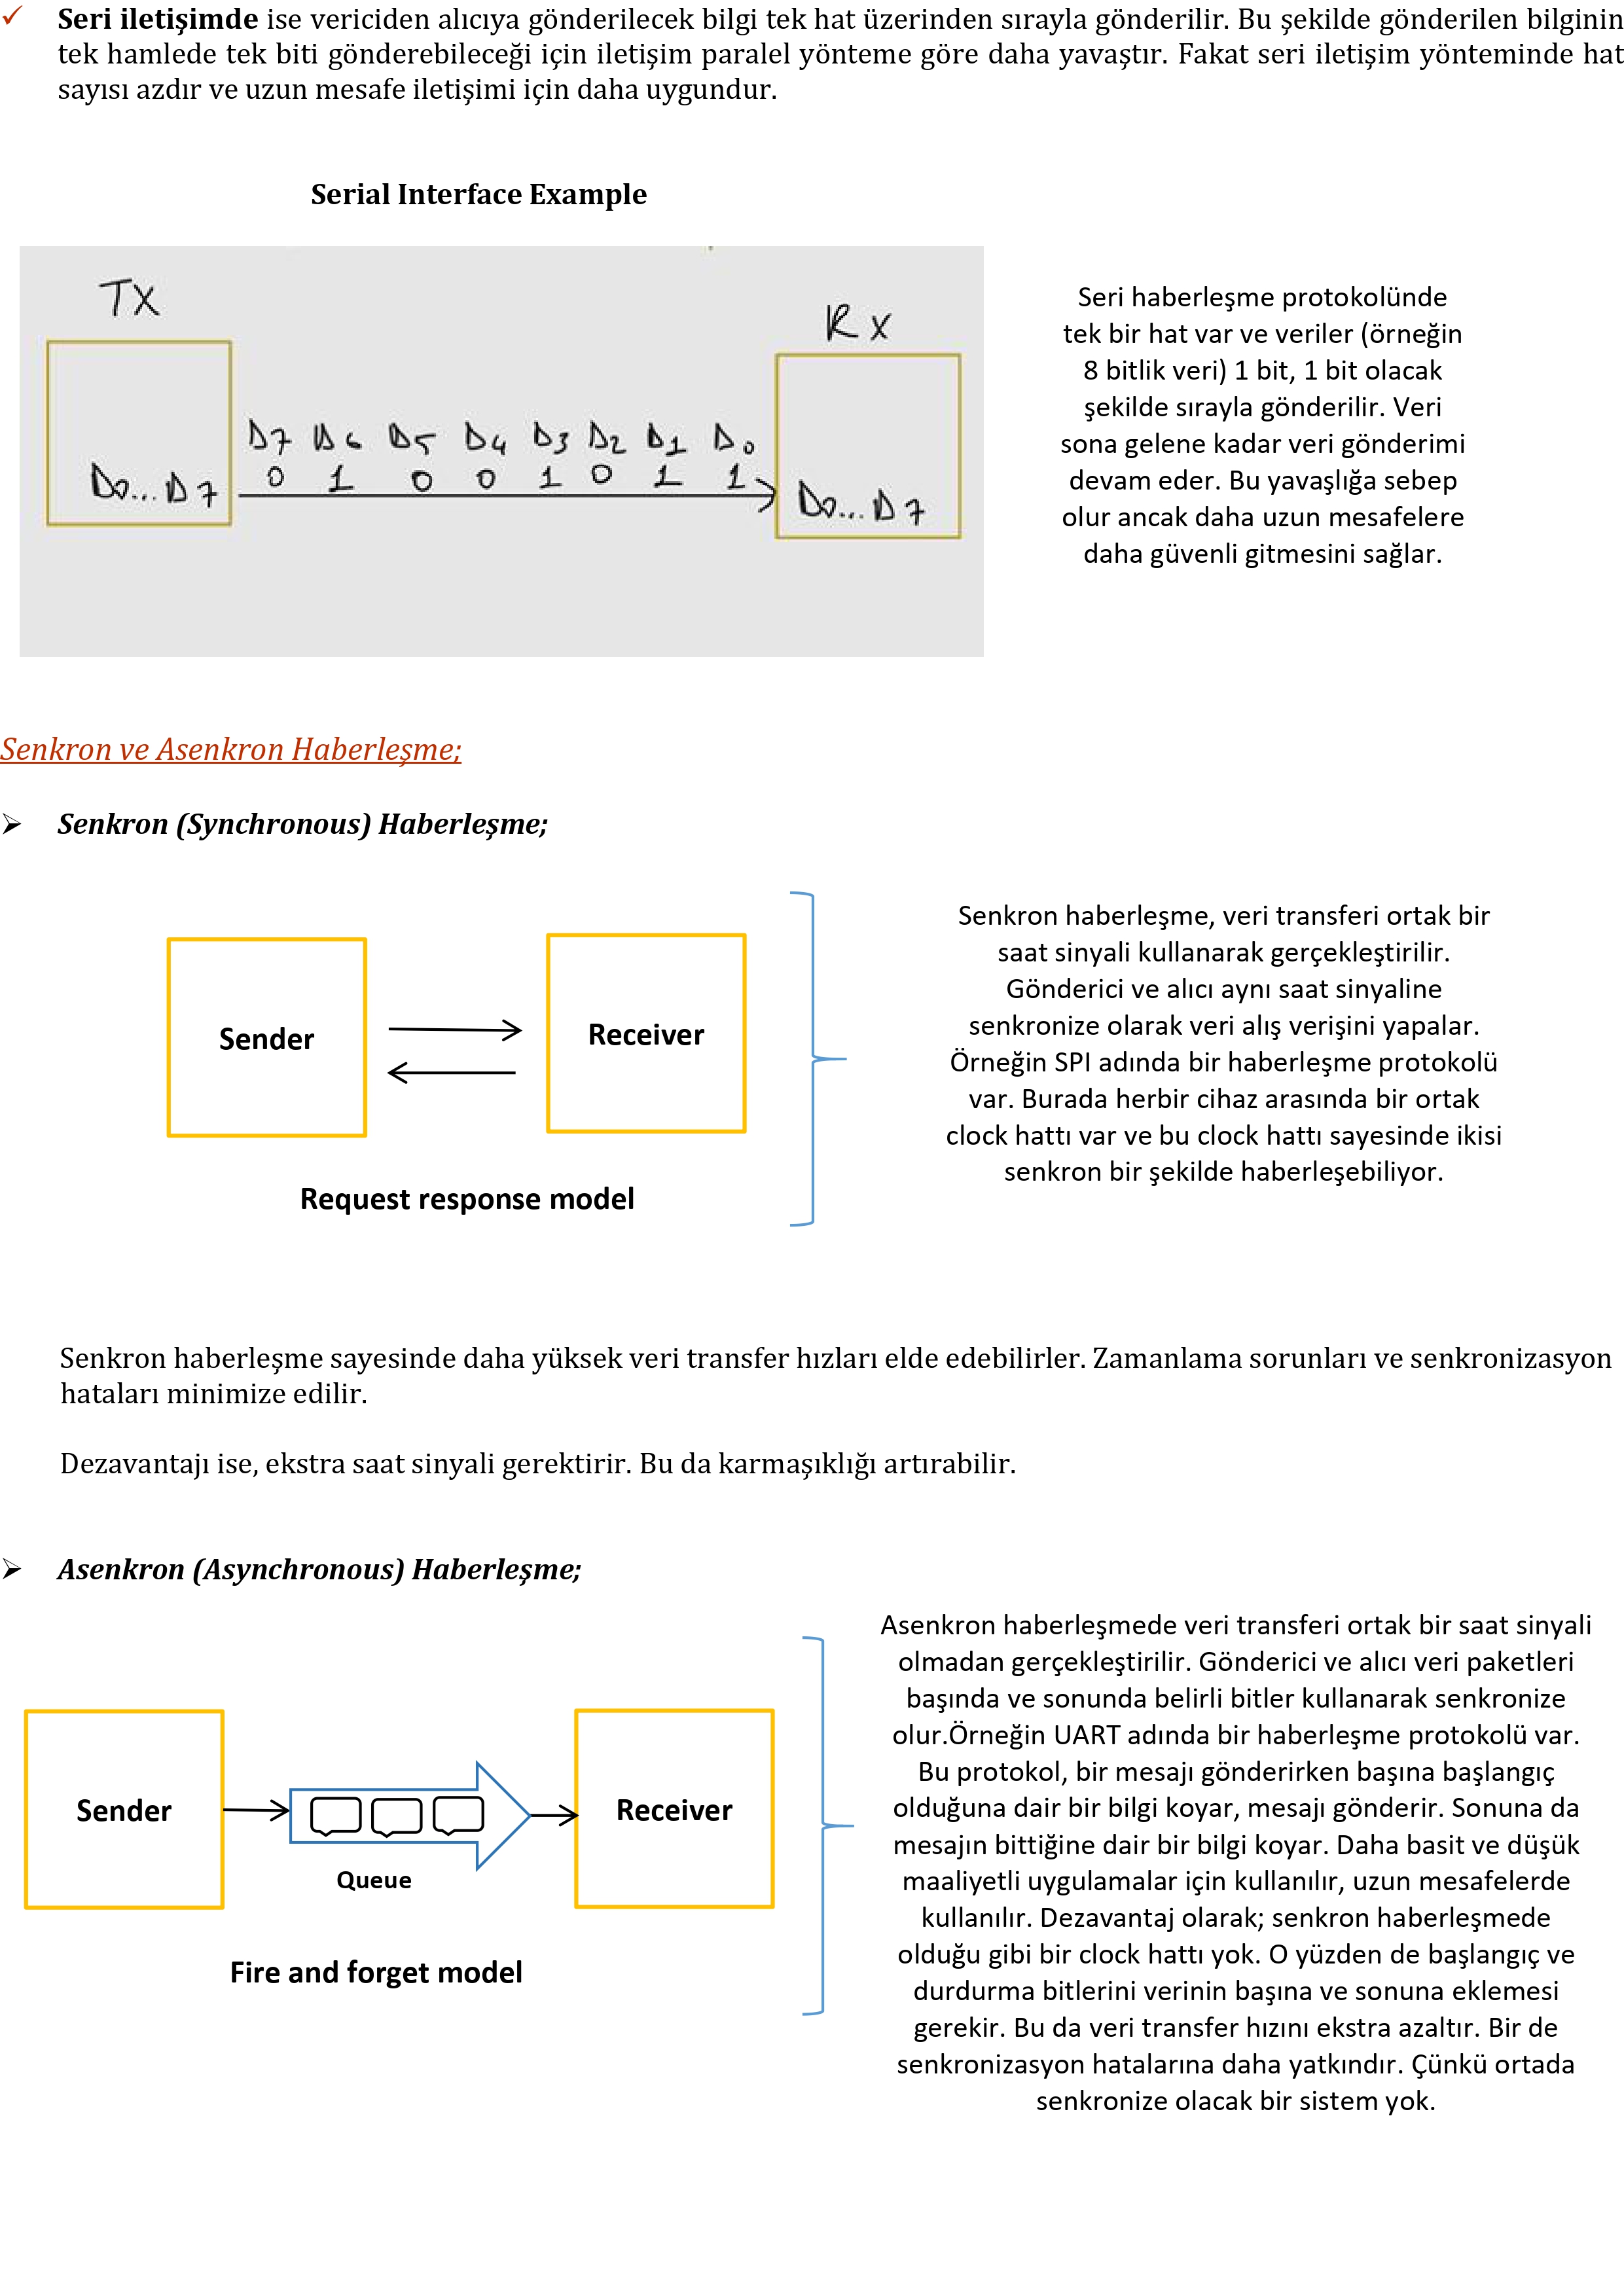 ✓ Seri iletişimde ise vericiden alıcıya gönderilecek bilgi tek hat üzerinden sırayla gönderilir. Bu şekilde gönderilen bilginin
tek hamlede tek biti gönderebileceği için iletişim paralel yönteme göre daha yavaştır. Fakat seri iletişim yönteminde hat
sayısı azdır ve uzun mesafe iletişimi için daha uygundur.
Serial Interface Example
TX
Rx
D7 D6 D5 D4 D3 D2 D1 D0
0 1 0 0 1 0 1 1
D0... D7
D0... D7
Seri haberleşme protokolünde
tek bir hat var ve veriler (örneğin
8 bitlik veri) 1 bit, 1 bit olacak
şekilde sırayla gönderilir. Veri
sona gelene kadar veri gönderimi
devam eder. Bu yavaşlığa sebep
olur ancak daha uzun mesafelere
daha güvenli gitmesini sağlar.
Senkron ve Asenkron Haberleşme;
➢ Senkron (Synchronous) Haberleşme;
Sender
Receiver
Request response model
Senkron haberleşme, veri transferi ortak bir
saat sinyali kullanarak gerçekleştirilir.
Gönderici ve alıcı aynı saat sinyaline
senkronize olarak veri alış verişini yapalar.
Örneğin SPI adında bir haberleşme protokolü
var. Burada herbir cihaz arasında bir ortak
clock hattı var ve bu clock hattı sayesinde ikisi
senkron bir şekilde haberleşebiliyor.
Senkron haberleşme sayesinde daha yüksek veri transfer hızları elde edebilirler. Zamanlama sorunları ve senkronizasyon
hataları minimize edilir.
Dezavantajı ise, ekstra saat sinyali gerektirir. Bu da karmaşıklığı artırabilir.
➢ Asenkron (Asynchronous) Haberleşme;
Sender
Queue
Receiver
Fire and forget model
Asenkron haberleşmede veri transferi ortak bir saat sinyali
olmadan gerçekleştirilir. Gönderici ve alıcı veri paketleri
başında ve sonunda belirli bitler kullanarak senkronize
olur.Örneğin UART adında bir haberleşme protokolü var.
Bu protokol, bir mesajı gönderirken başına başlangıç
olduğuna dair bir bilgi koyar, mesajı gönderir. Sonuna da
mesajın bittiğine dair bir bilgi koyar. Daha basit ve düşük
maaliyetli uygulamalar için kullanılır, uzun mesafelerde
kullanılır. Dezavantaj olarak; senkron haberleşmede
olduğu gibi bir clock hattı yok. O yüzden de başlangıç ve
durdurma bitlerini verinin başına ve sonuna eklemesi
gerekir. Bu da veri transfer hızını ekstra azaltır. Bir de
senkronizasyon hatalarına daha yatkındır. Çünkü ortada
senkronize olacak bir sistem yok.